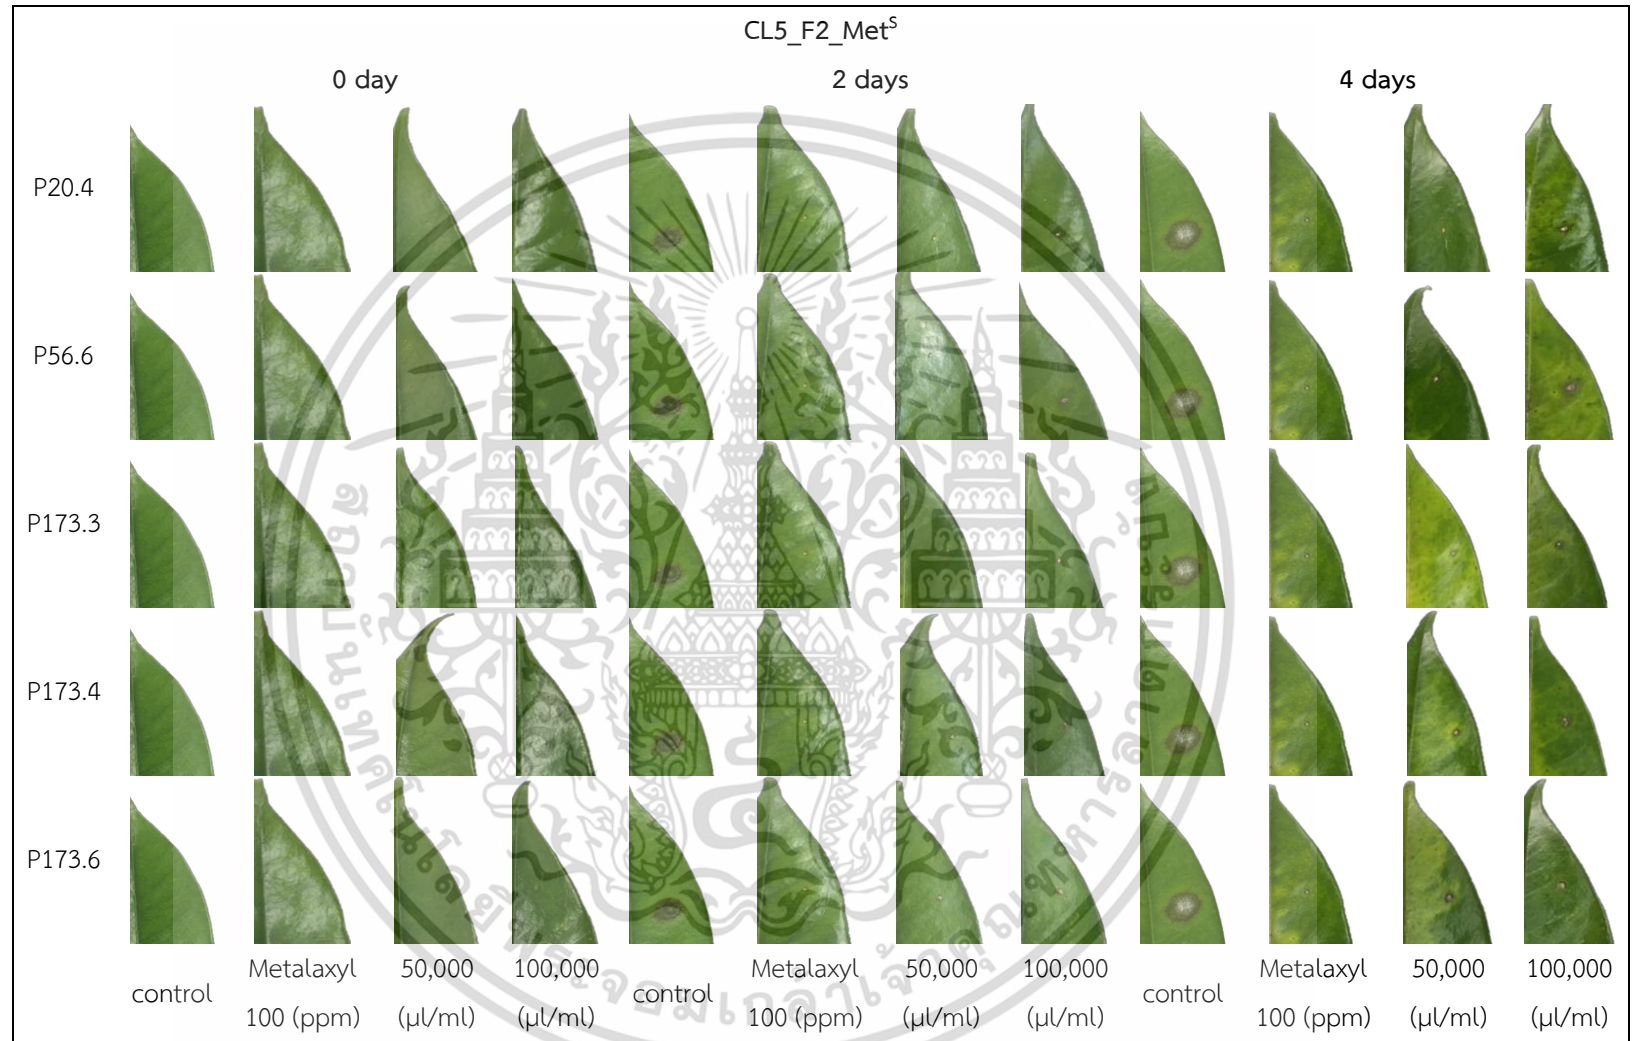 CL5_F2_Metˢ
0 day 2 days 4 days
P20.4
P56.6
P173.3
P173.4
P173.6
control Metalaxyl 100 (ppm) 50,000 (µl/ml) 100,000 (µl/ml) control Metalaxyl 100 (ppm) 50,000 (µl/ml) 100,000 (µl/ml) control Metalaxyl 100 (ppm) 50,000 (µl/ml) 100,000 (µl/ml)